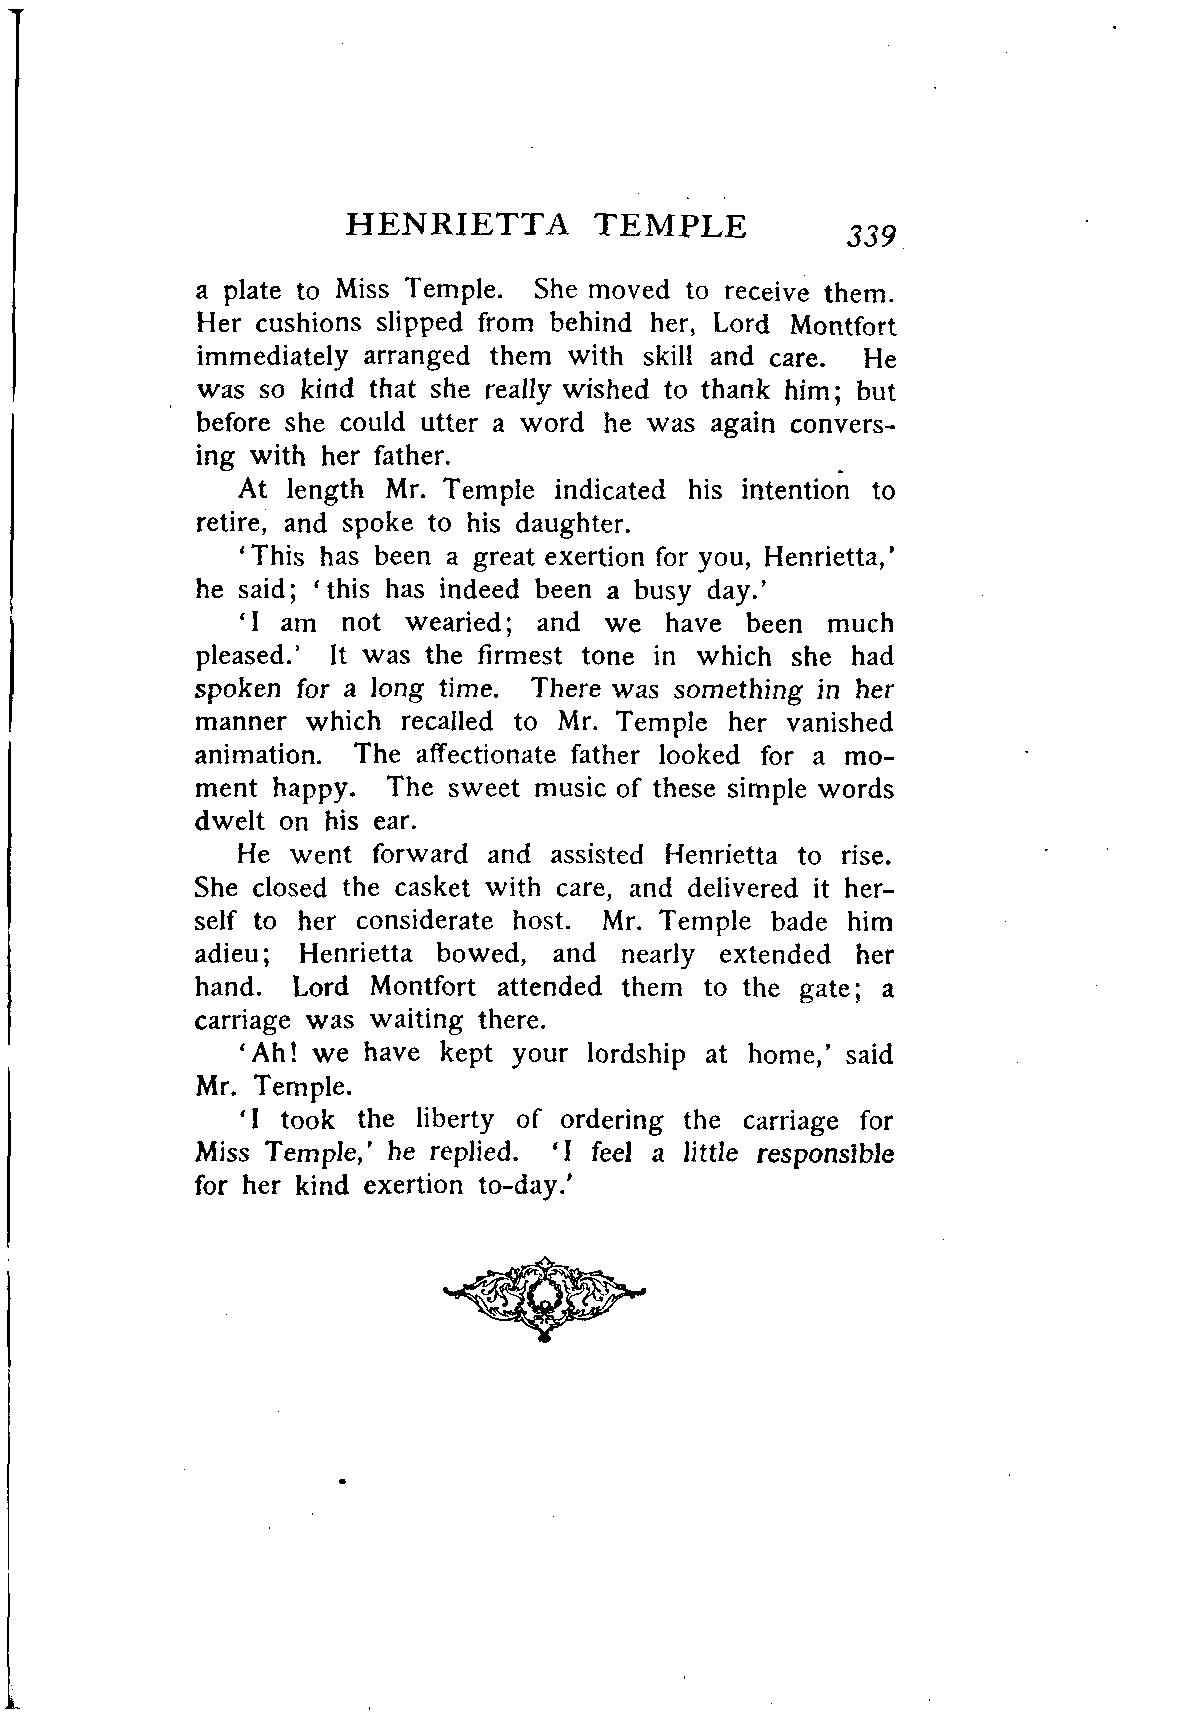 HENRIETTA TEMPLE 339
a plate to Miss Temple. She moved to receive them.
Her cushions slipped from behind her, Lord Montfort
immediately arranged them with skill and care. He
was so kind that she really wished to thank him; but
before she could utter a word he was again convers-
ing with her father.
At length Mr. Temple indicated his intention to
retire, and spoke to his daughter.
‘This has been a great exertion for you, Henrietta,’
he said; ‘this has indeed been a busy day.’
‘I am not wearied; and we have been much
pleased.’ It was the firmest tone in which she had
spoken for a long time. There was something in her
manner which recalled to Mr. Temple her vanished
animation. The affectionate father looked for a mo-
ment happy. The sweet music of these simple words
dwelt on his ear.
He went forward and assisted Henrietta to rise.
She closed the casket with care, and delivered it her-
self to her considerate host. Mr. Temple bade him
adieu; Henrietta bowed, and nearly extended her
hand. Lord Montfort attended them to the gate; a
carriage was waiting there.
‘Ah! we have kept your lordship at home,’ said
Mr. Temple.
‘I took the liberty of ordering the carriage for
Miss Temple,’ he replied. ‘I feel a little responsible
for her kind exertion to-day.’